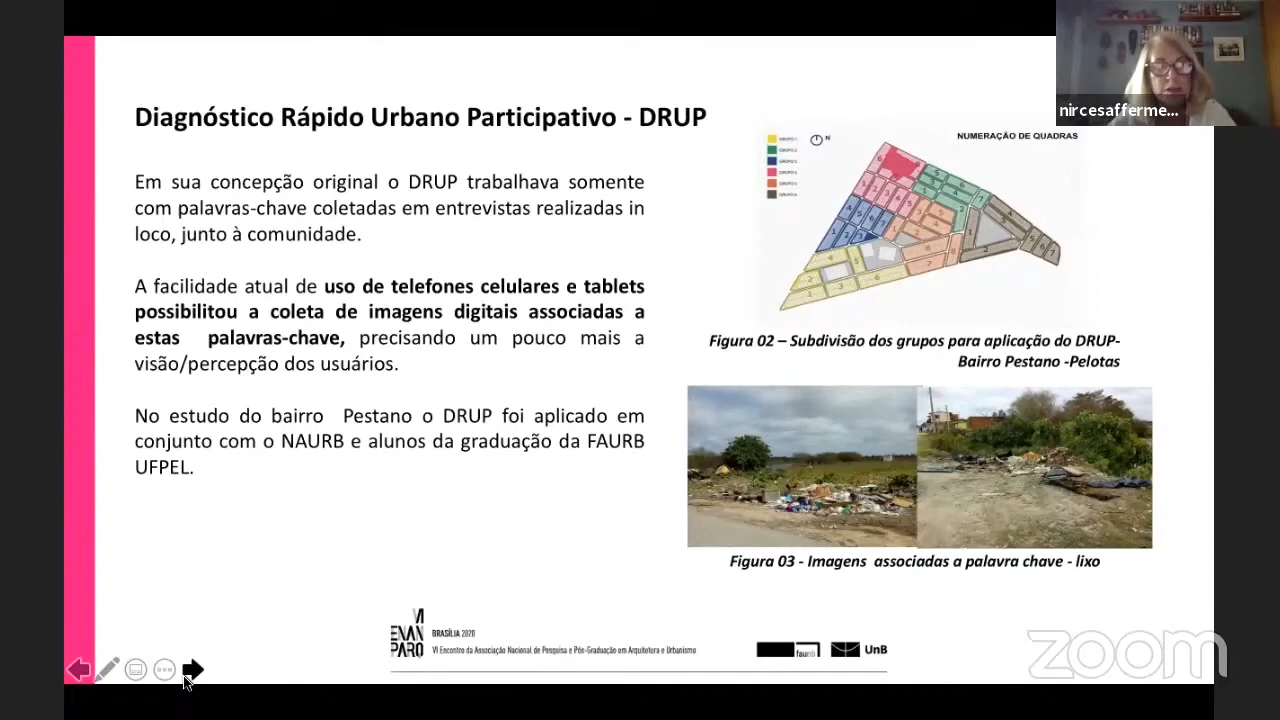 nircesafferme...
Diagnóstico Rápido Urbano Participativo - DRUP
Em sua concepção original o DRUP trabalhava somente
com palavras-chave coletadas em entrevistas realizadas in
loco, junto à comunidade.
A facilidade atual de uso de telefones celulares e tablets
possibilitou a coleta de imagens digitais associadas a
estas palavras-chave, precisando um pouco mais a
visão/percepção dos usuários.
No estudo do bairro Pestano o DRUP foi aplicado em
conjunto com o NAURB e alunos da graduação da FAURB
UFPEL.
NUMERAÇÃO DE QUADRAS
N
Figura 02 – Subdivisão dos grupos para aplicação do DRUP-
Bairro Pestano -Pelotas
Figura 03 - Imagens associadas a palavra chave - lixo
VI
ENAN
PARQ
BRASÍLIA 2020
VI Encontro da Associação Nacional de Pesquisa e Pós-Graduação em Arquitetura e Urbanismo
faunb
UnB
zoom